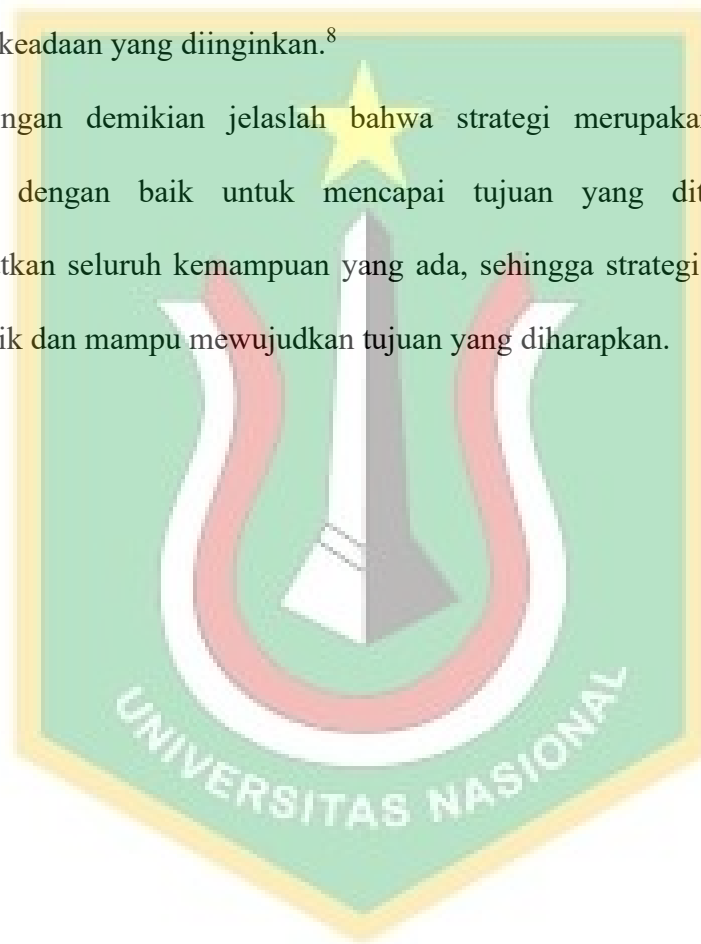 keadaan yang diinginkan.⁸
ngan demikian jelaslah bahwa strategi merupakan
dengan baik untuk mencapai tujuan yang dit
tkan seluruh kemampuan yang ada, sehingga strategi
ik dan mampu mewujudkan tujuan yang diharapkan.
UNIVERSITAS NASIONAL